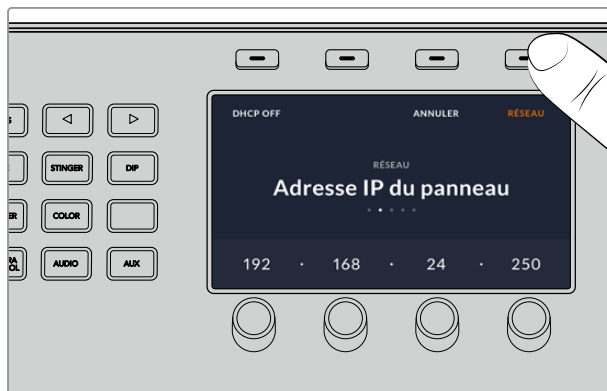 DHCP OFF ANNULER RÉSEAU
RÉSEAU
Adresse IP du panneau
192 . 168 . 24 . 250
STINGER DIP
COLOR
AUDIO AUX